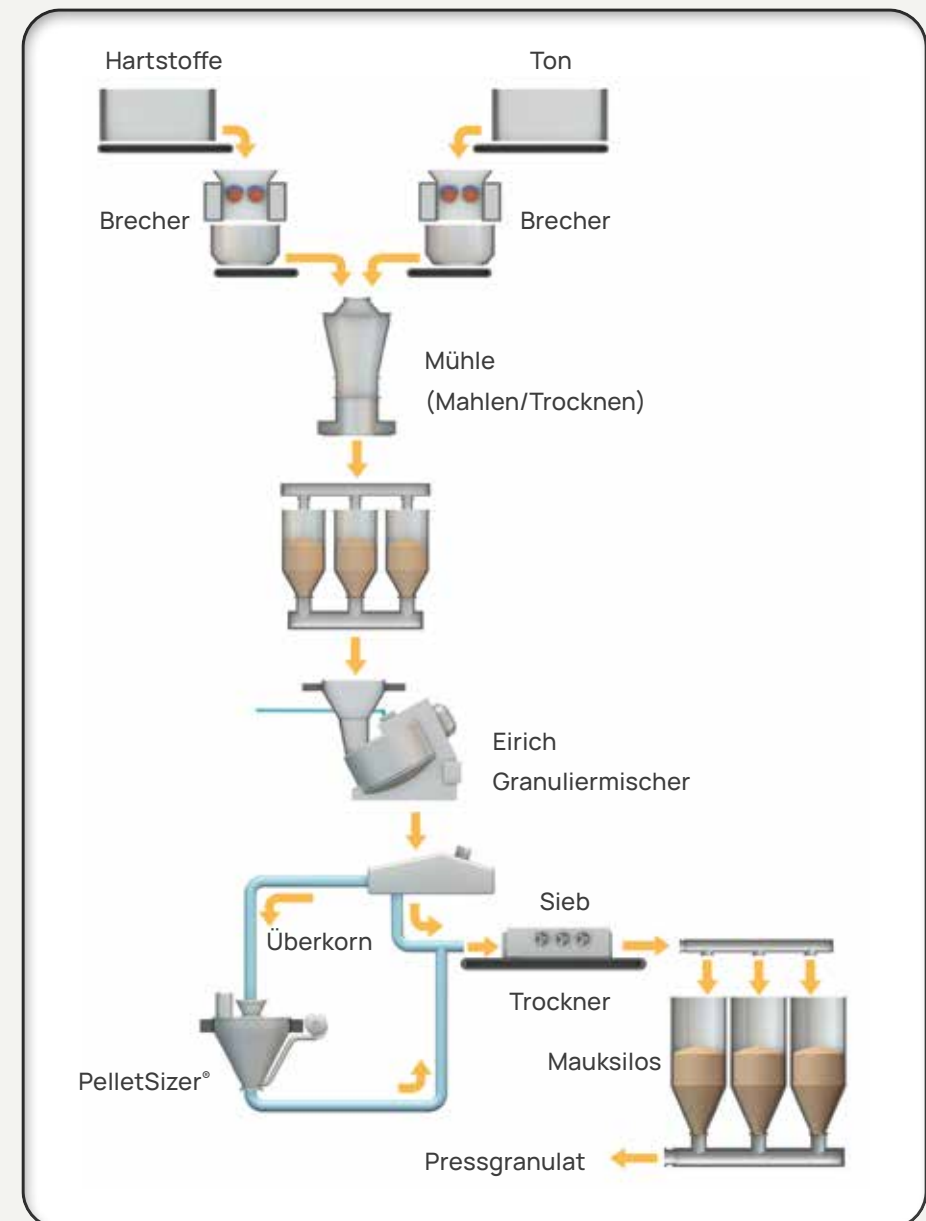 Hartstoffe
Ton
Brecher
Brecher
Mühle
(Mahlen/Trocknen)
Eirich
Granuliermischer
Sieb
Überkorn
Trockner
Mauksilos
PelletSizer®
Pressgranulat